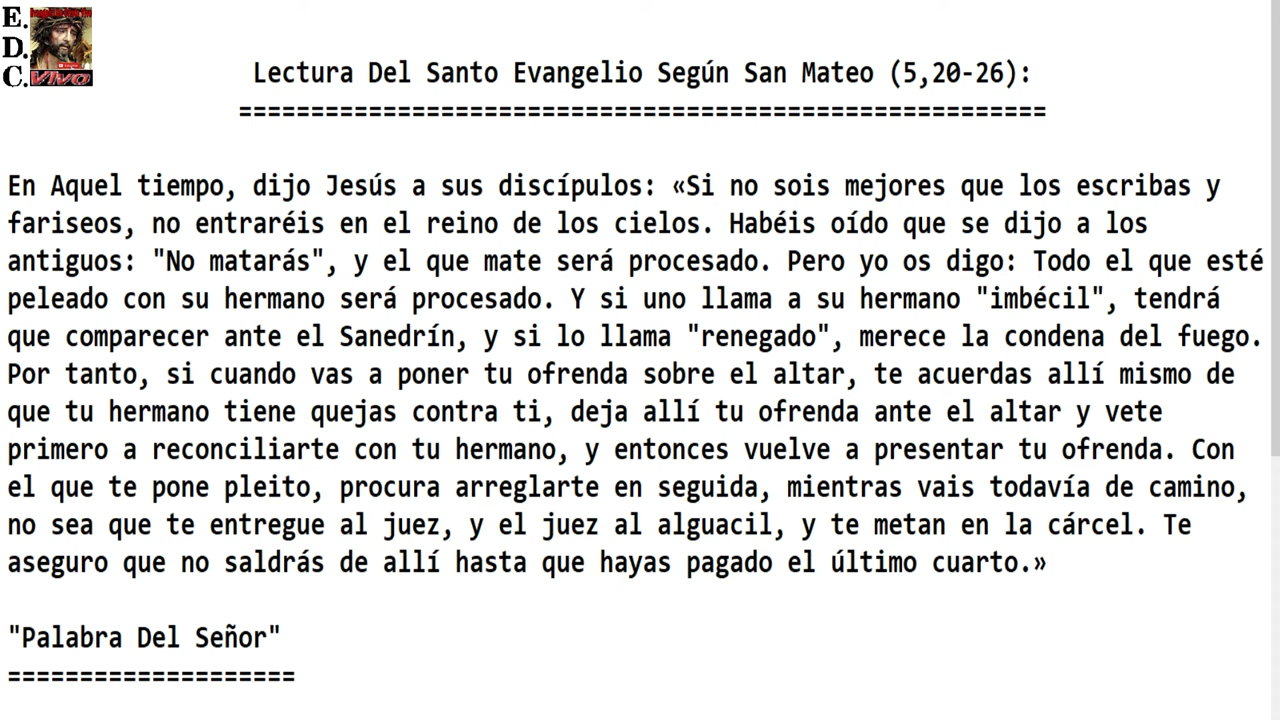 E.
D.
C.
Vivo
Lectura Del Santo Evangelio Según San Mateo (5,20-26):
========================================================
En Aquel tiempo, dijo Jesús a sus discípulos: «Si no sois mejores que los escribas y
fariseos, no entraréis en el reino de los cielos. Habéis oído que se dijo a los
antiguos: "No matarás", y el que mate será procesado. Pero yo os digo: Todo el que esté
peleado con su hermano será procesado. Y si uno llama a su hermano "imbécil", tendrá
que comparecer ante el Sanedrín, y si lo llama "renegado", merece la condena del fuego.
Por tanto, si cuando vas a poner tu ofrenda sobre el altar, te acuerdas allí mismo de
que tu hermano tiene quejas contra ti, deja allí tu ofrenda ante el altar y vete
primero a reconciliarte con tu hermano, y entonces vuelve a presentar tu ofrenda. Con
el que te pone pleito, procura arreglarte en seguida, mientras vais todavía de camino,
no sea que te entregue al juez, y el juez al alguacil, y te metan en la cárcel. Te
aseguro que no saldrás de allí hasta que hayas pagado el último cuarto.»
"Palabra Del Señor"
====================